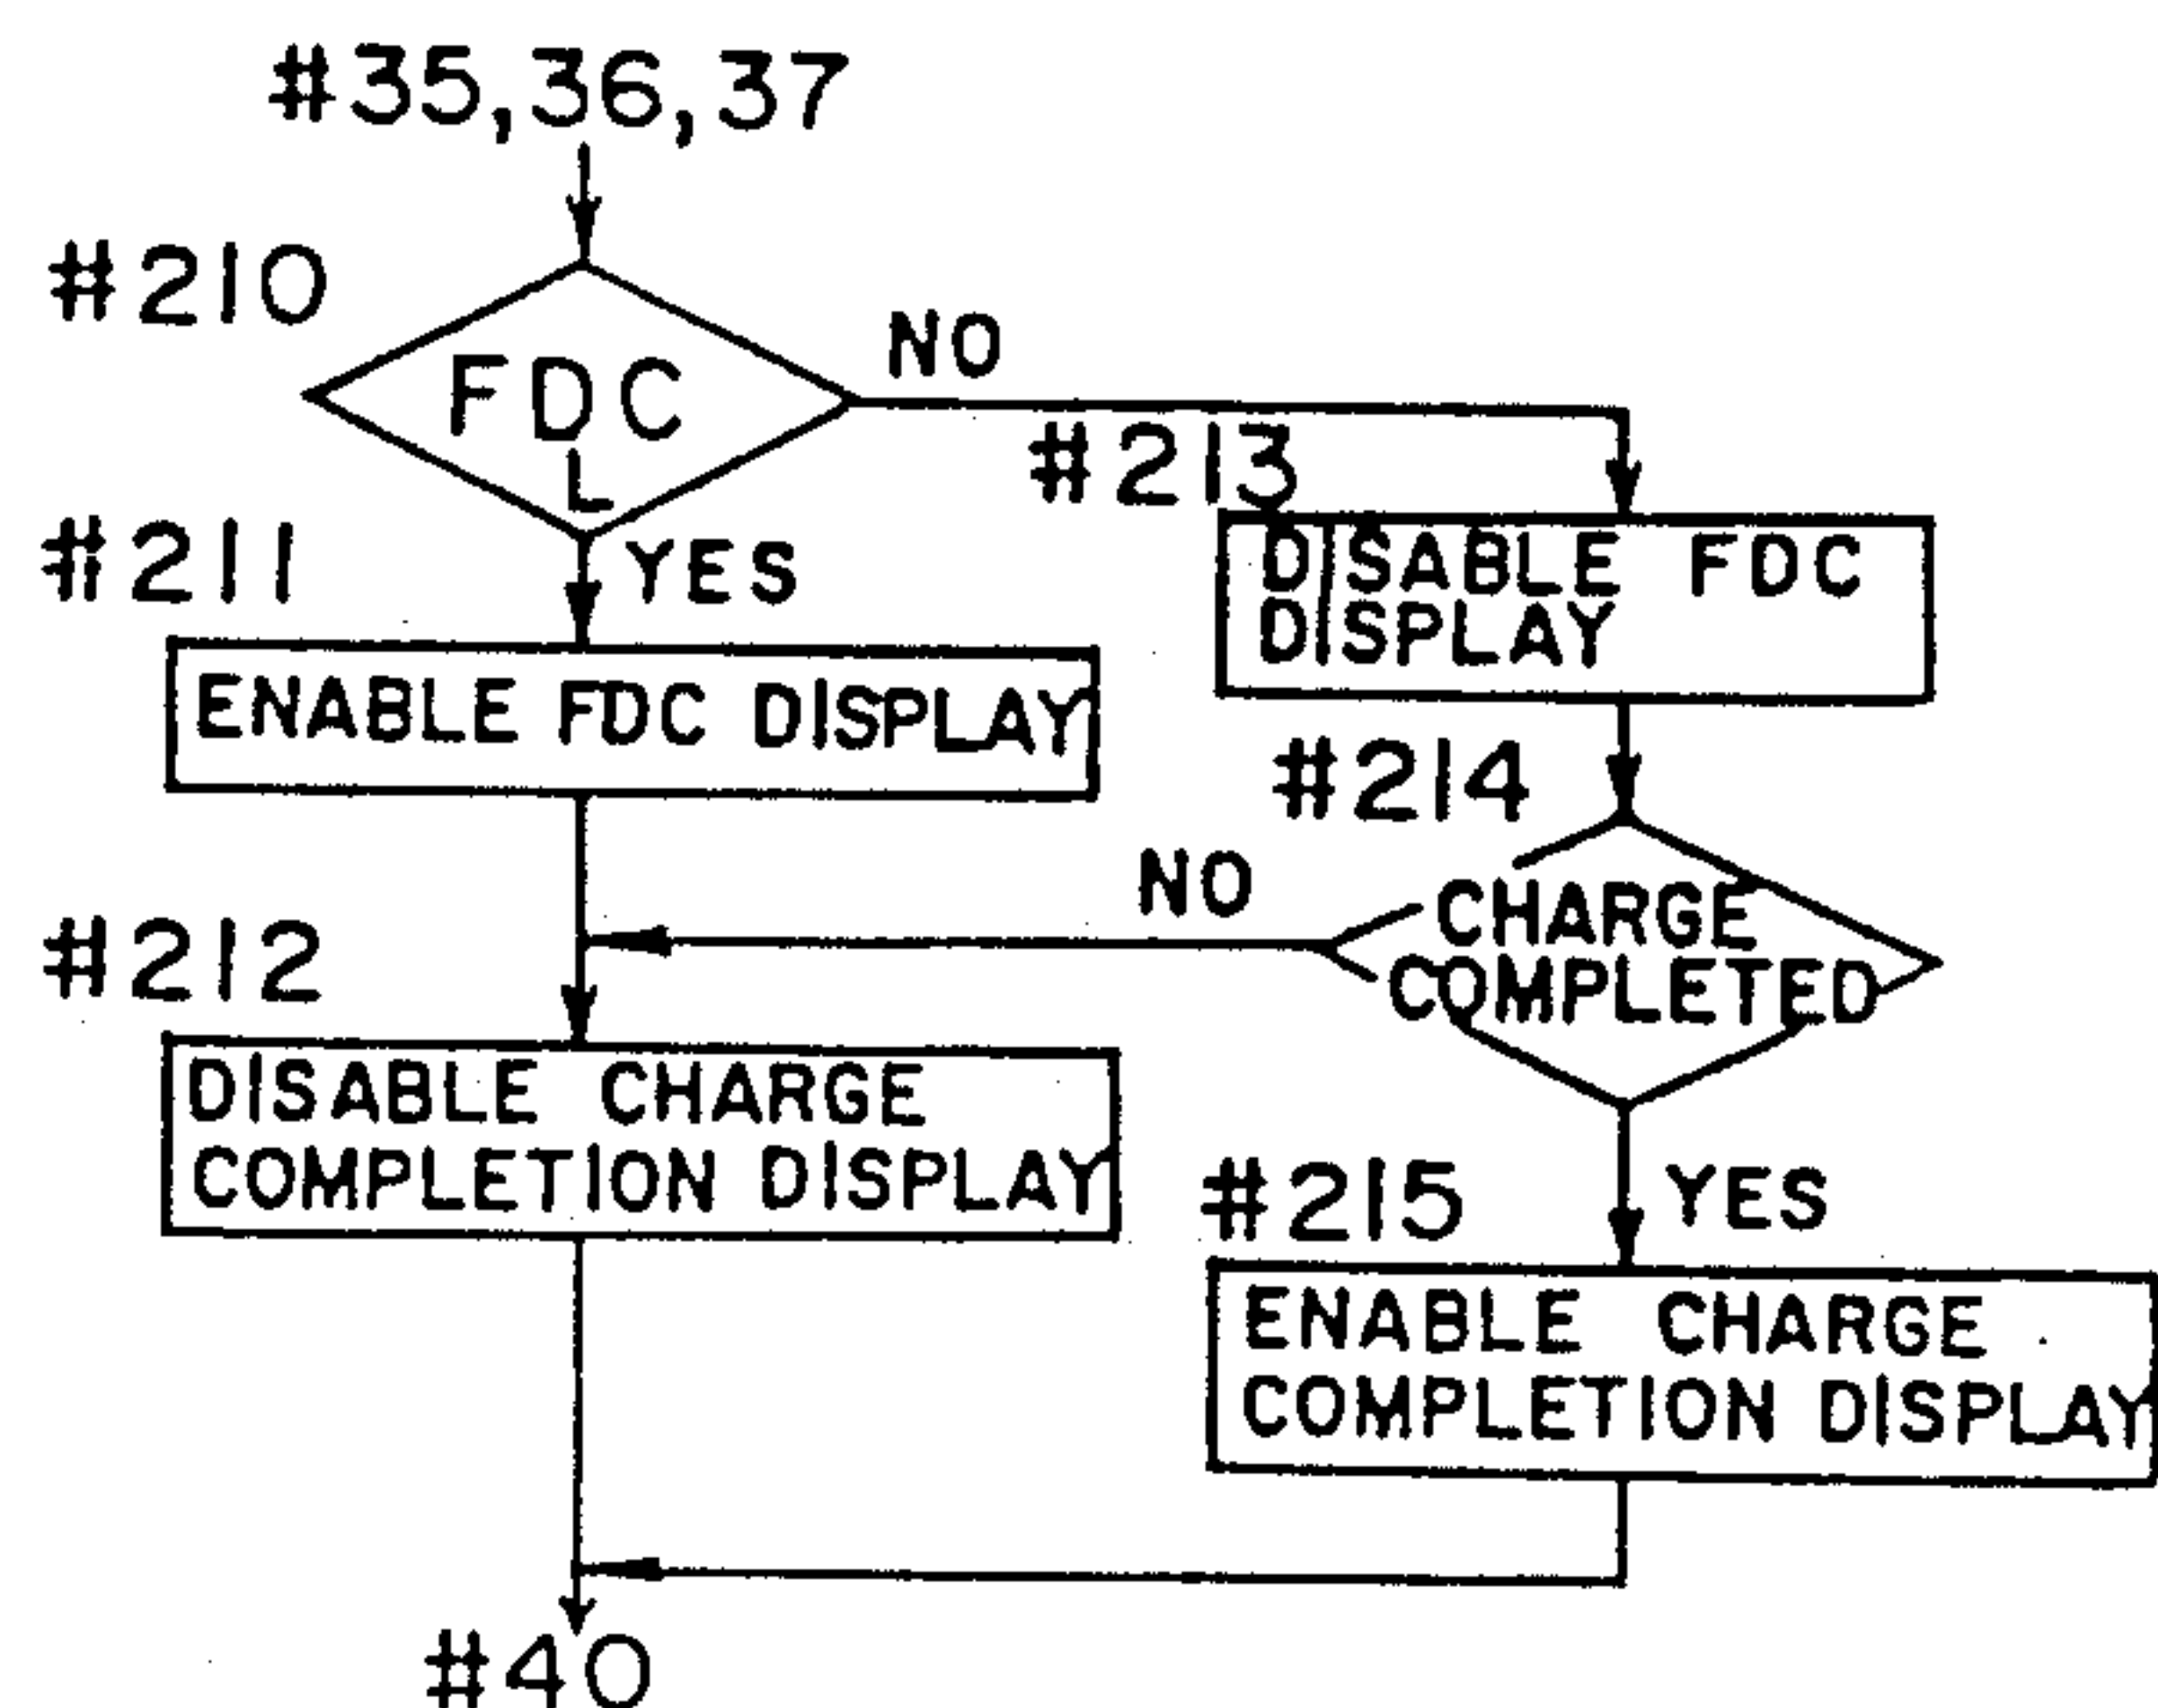 #35,36,37
#210
FDC
L
NO
YES
#211
ENABLE FDC DISPLAY
#213
DISABLE FDC
DISPLAY
#214
CHARGE
COMPLETED
NO
YES
#212
DISABLE CHARGE
COMPLETION DISPLAY
#215
ENABLE CHARGE
COMPLETION DISPLAY
#40